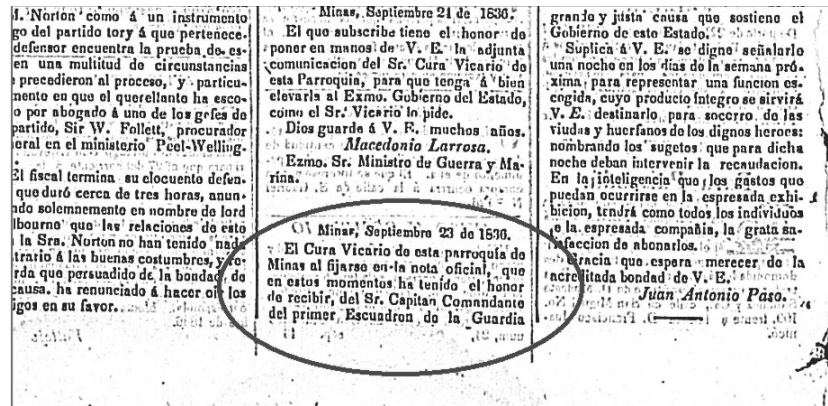 M. Norton como á un instrumento
go del partido tory á que pertenece.
defensor encuentra la prueba de es-
en una multitud de circunstancias
precedieron al proceso, y particu-
mento en que el querellante ha esco-
o por abogado á uno de los gefes de
partido, Sir W. Follett, procurador
eral en el ministerio Peel-Welling-
El fiscal termina su elocuente defen-
que duró cerca de tres horas, anun-
ndo solemnemente en nombre de lord
lbourne que las relaciones de este
la Sra. Norton no han tenido nada
trario á las buenas costumbres, y
rda que persuadido de la bondad de
causa, ha renunciado á hacer oir los
igos en su favor.
Minas, Septiembre 21 de 1836.
El que subscribe tiene el honor de
poner en manos de V. E. la adjunta
comunicacion del Sr. Cura Vicario de
esta Parroquia, para que tenga á bien
elevarla al Exmo. Gobierno del Estado,
como el Sr. Vicario lo pide.
Dios guarde á V. E. muchos años.
Macedonio Larrosa.
Exmo. Sr. Ministro de Guerra y Ma-
rina.
Minas, Septiembre 23 de 1836.
El Cura Vicario de esta parroquia de
Minas al fijarse en la nota oficial, que
en estos momentos ha tenido el honor
de recibir, del Sr. Capitan Comandante
del primer Escuadron de la Guardia
grande y justa causa que sostiene el
Gobierno de este Estado.
Suplica á V. E. se digne señalarle
una noche en los dias de la semana pró-
xima, para representar una funcion es-
cogida, cuyo producto íntegro se sirvirá
V. E. destinarlo para socorro de las
viudas y huerfanos de los dignos heroes:
nombrando los sugetos que para dicha
noche deban intervenir la recaudacion.
En la inteligencia que los gastos que
puedan ocurrirse en la espresada exhi-
bicion, tendrá como todos los individuos
e la espresada compañia, la grata sa-
faccion de abonarlos.
racia que espera merecer de la
acreditada bondad de V. E.
Juan Antonio Paso.